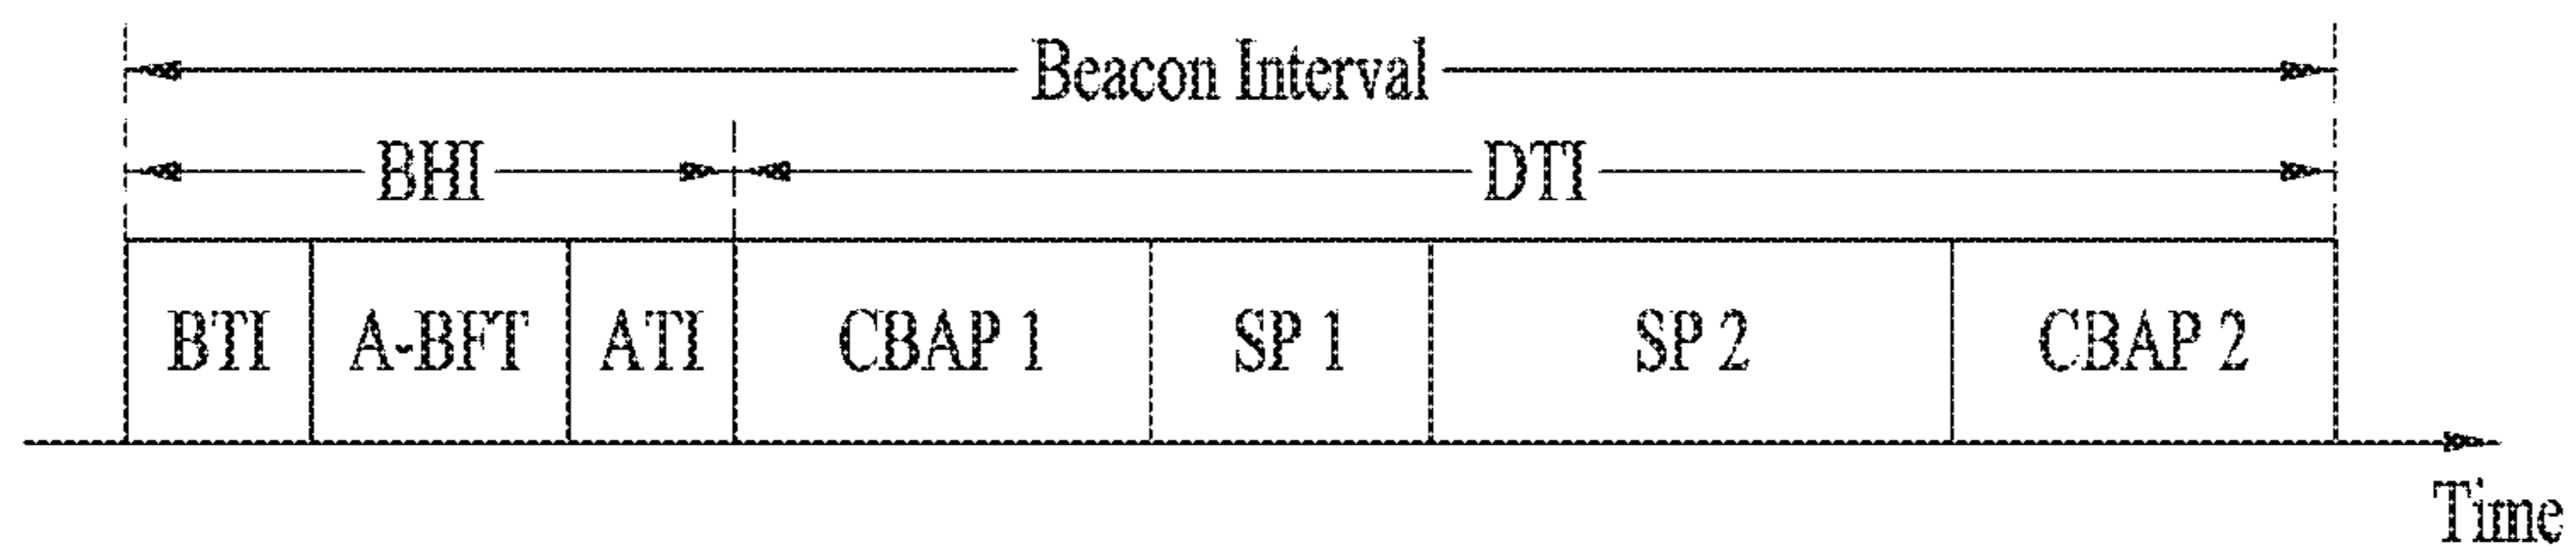 Beacon Interval
BHI DTI
BTI A-BFT ATI CBAP 1 SP 1 SP 2 CBAP 2
Time